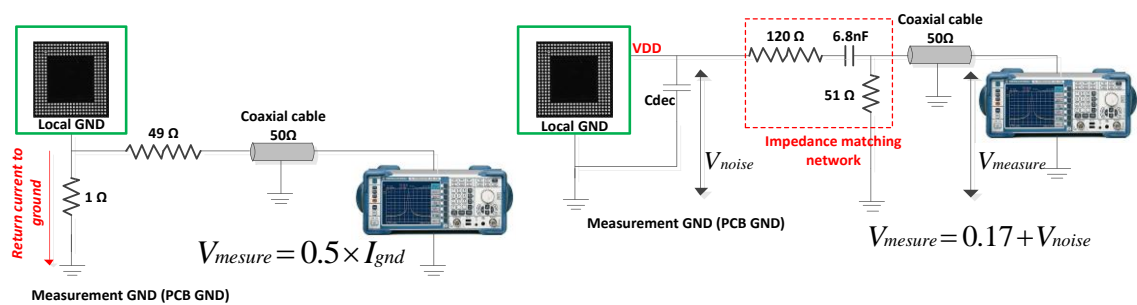 Local GND
Return current to
ground
1 Ω
49 Ω
Coaxial cable
50Ω
Vmesure = 0.5 × Ignd
Measurement GND (PCB GND)
VDD
Local GND
Cdec
Vnoise
120 Ω
6.8nF
51 Ω
Impedance matching
network
Coaxial cable
50Ω
Vmeasure
Measurement GND (PCB GND)
Vmesure = 0.17 + Vnoise